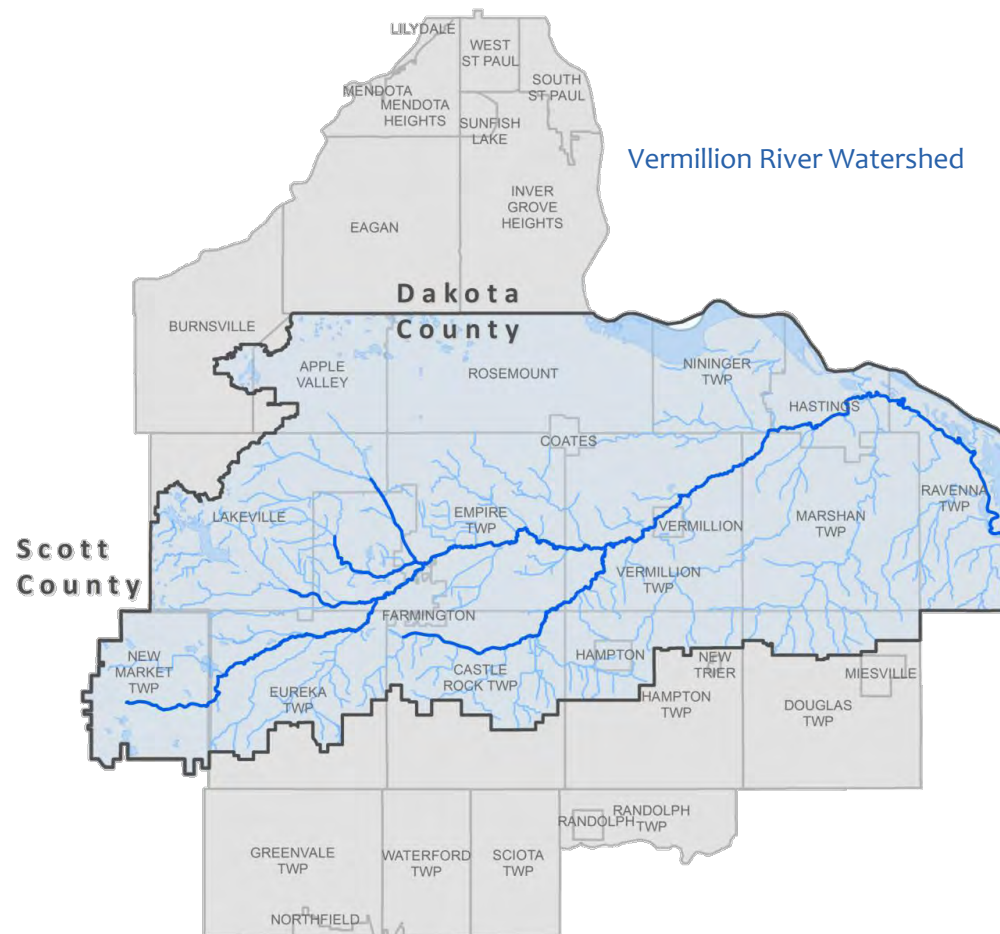 LILYDALE
WEST
ST PAUL
SOUTH
ST PAUL
MENDOTA
MENDOTA
HEIGHTS
SUNFISH
LAKE
Vermillion River Watershed
INVER
GROVE
HEIGHTS
EAGAN
Dakota
County
BURNSVILLE
APPLE
VALLEY
ROSEMOUNT
NININGER
TWP
HASTINGS
COATES
LAKEVILLE
EMPIRE
TWP
VERMILLION
MARSHAN
TWP
RAVENNA
TWP
Scott
County
VERMILLION
TWP
FARMINGTON
NEW
MARKET
TWP
EUREKA
TWP
CASTLE
ROCK TWP
HAMPTON
NEW
TRIER
MIESVILLE
HAMPTON
TWP
DOUGLAS
TWP
RANDOLPH
RANDOLPH
TWP
GREENVALE
TWP
WATERFORD
TWP
SCIOTA
TWP
NORTHFIELD